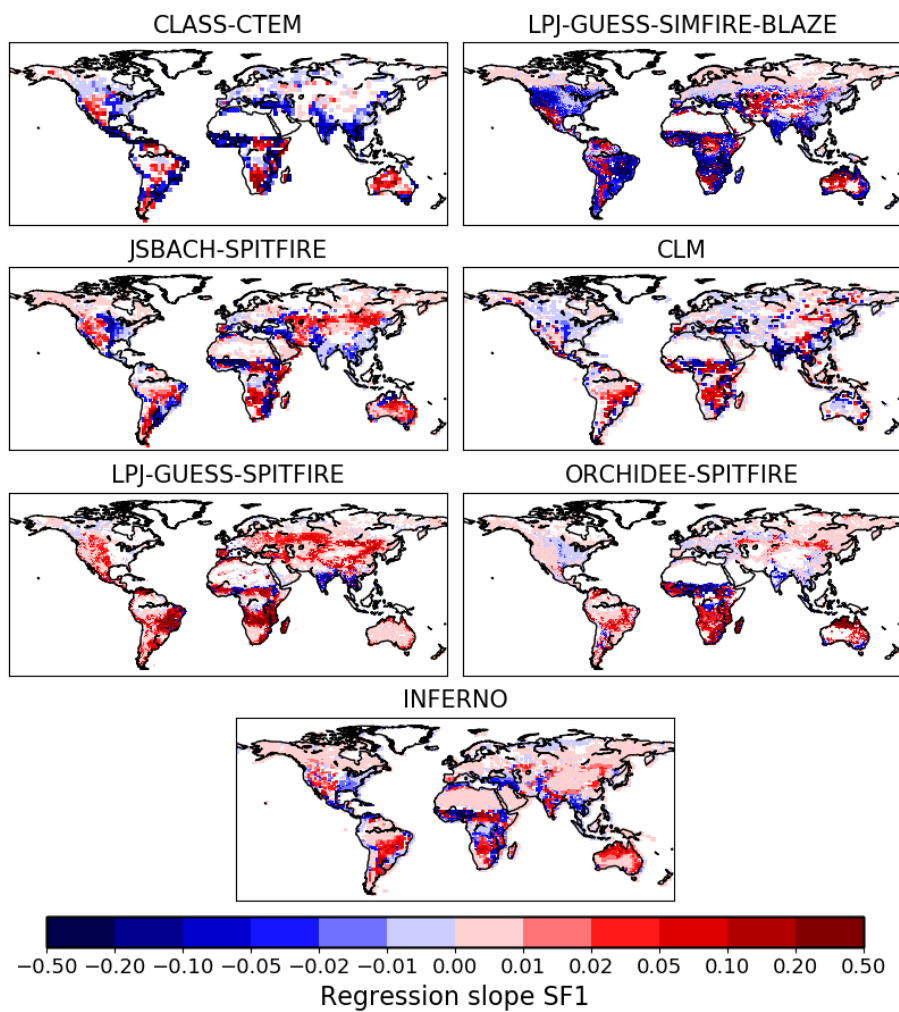 CLASS-CTEM
LPJ-GUESS-SIMFIRE-BLAZE
JSBACH-SPITFIRE
CLM
LPJ-GUESS-SPITFIRE
ORCHIDEE-SPITFIRE
INFERNO
−0.50 −0.20 −0.10 −0.05 −0.02 −0.01 0.00 0.01 0.02 0.05 0.10 0.20 0.50
Regression slope SF1